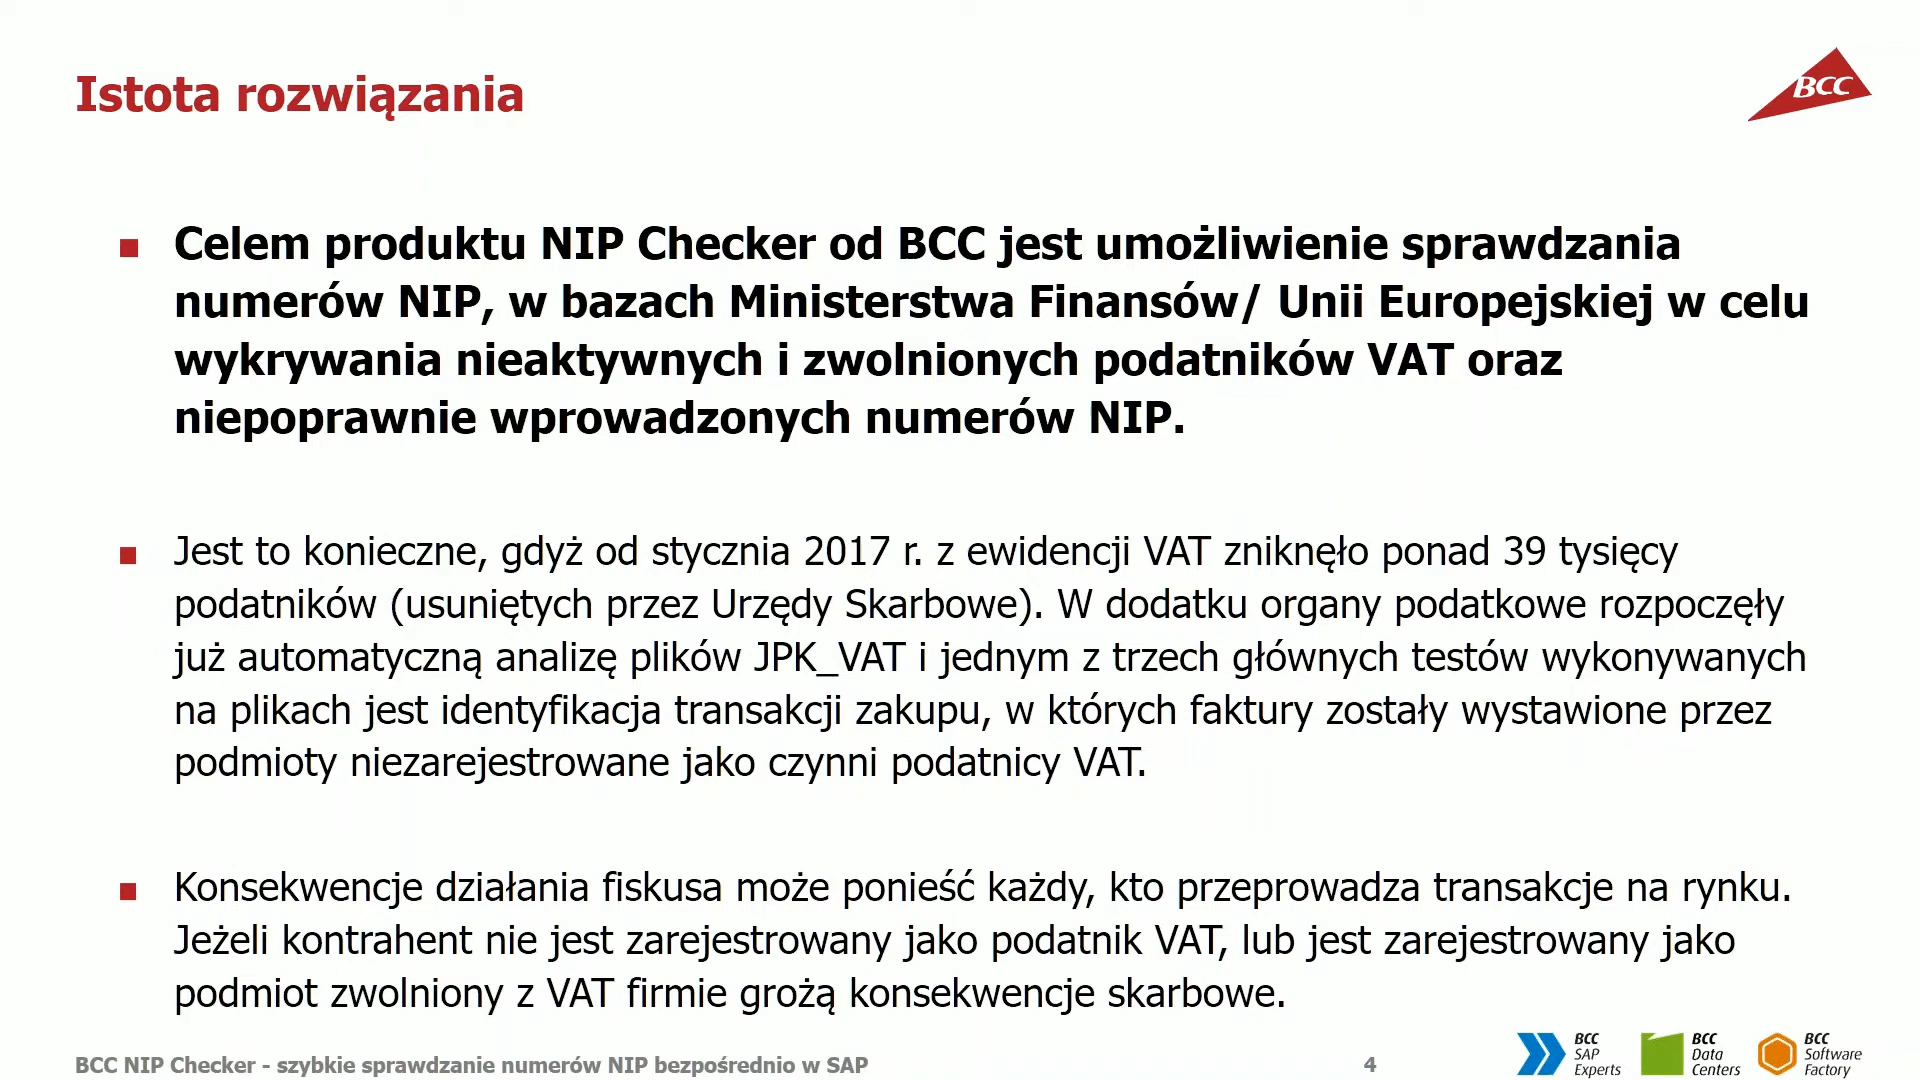 Istota rozwiązania
BCC
Celem produktu NIP Checker od BCC jest umożliwienie sprawdzania
numerów NIP, w bazach Ministerstwa Finansów/ Unii Europejskiej w celu
wykrywania nieaktywnych i zwolnionych podatników VAT oraz
niepoprawnie wprowadzonych numerów NIP.
Jest to konieczne, gdyż od stycznia 2017 r. z ewidencji VAT zniknęło ponad 39 tysięcy
podatników (usuniętych przez Urzędy Skarbowe). W dodatku organy podatkowe rozpoczęły
już automatyczną analizę plików JPK_VAT i jednym z trzech głównych testów wykonywanych
na plikach jest identyfikacja transakcji zakupu, w których faktury zostały wystawione przez
podmioty niezarejestrowane jako czynni podatnicy VAT.
Konsekwencje działania fiskusa może ponieść każdy, kto przeprowadza transakcje na rynku.
Jeżeli kontrahent nie jest zarejestrowany jako podatnik VAT, lub jest zarejestrowany jako
podmiot zwolniony z VAT firmie grożą konsekwencje skarbowe.
BCC NIP Checker - szybkie sprawdzanie numerów NIP bezpośrednio w SAP
4
BCC
SAP
Experts
BCC
Data
Centers
BCC
Software
Factory